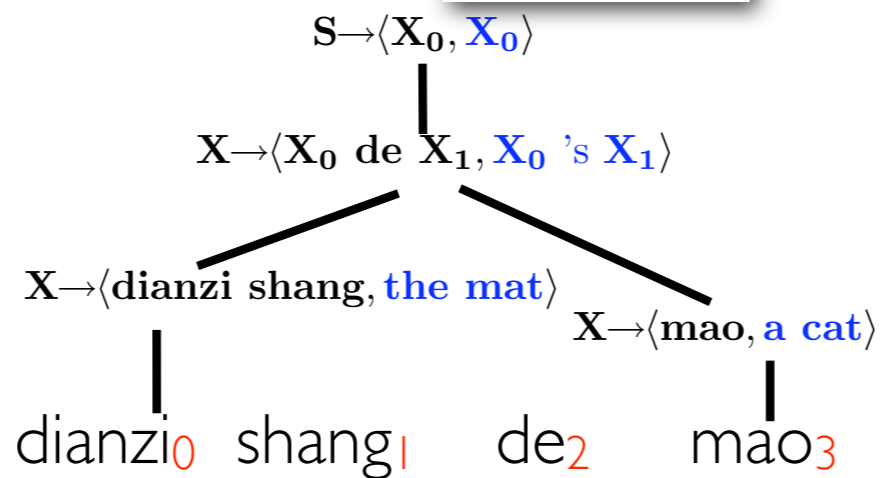 S→⟨X₀, X₀⟩
X→⟨X₀ de X₁, X₀ 's X₁⟩
X→⟨dianzi shang, the mat⟩
X→⟨mao, a cat⟩
dianzi₀ shang₁ de₂ mao₃